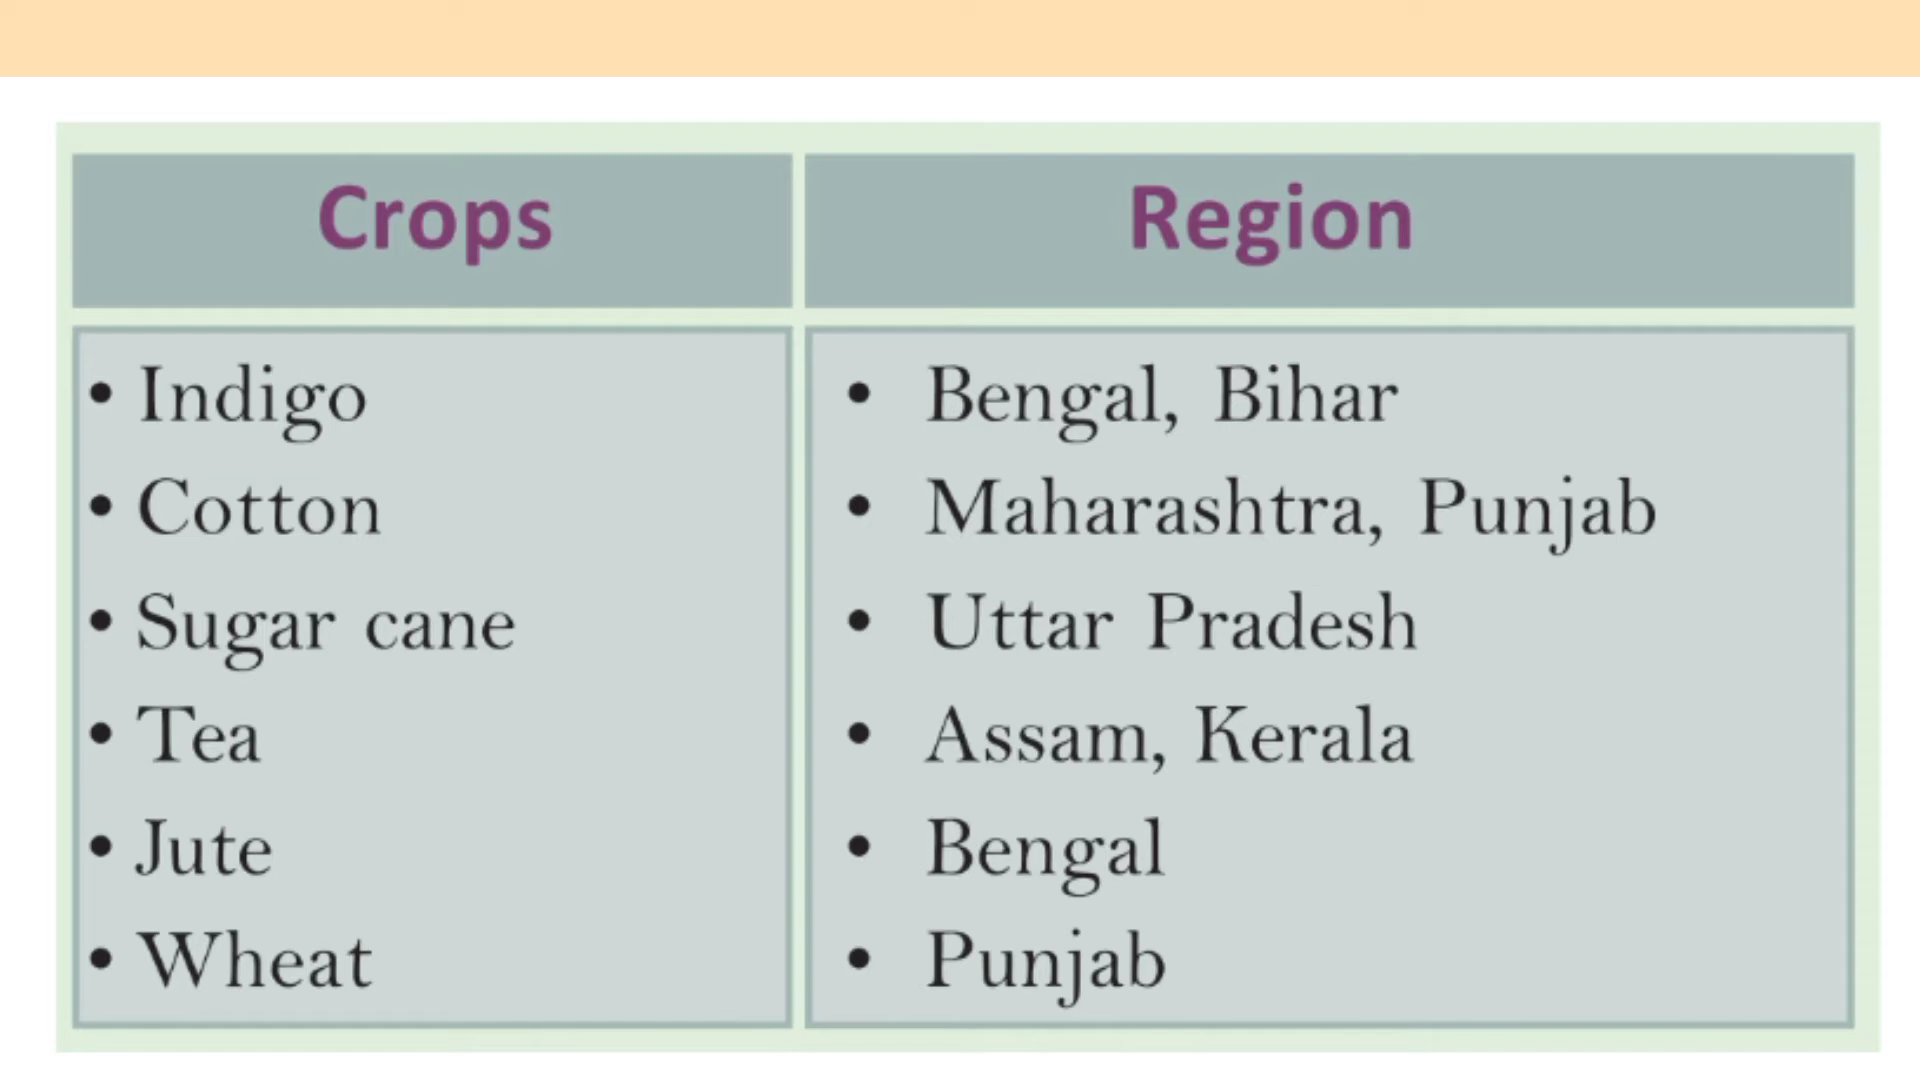 Crops Region
• Indigo • Bengal, Bihar
• Cotton • Maharashtra, Punjab
• Sugar cane • Uttar Pradesh
• Tea • Assam, Kerala
• Jute • Bengal
• Wheat • Punjab